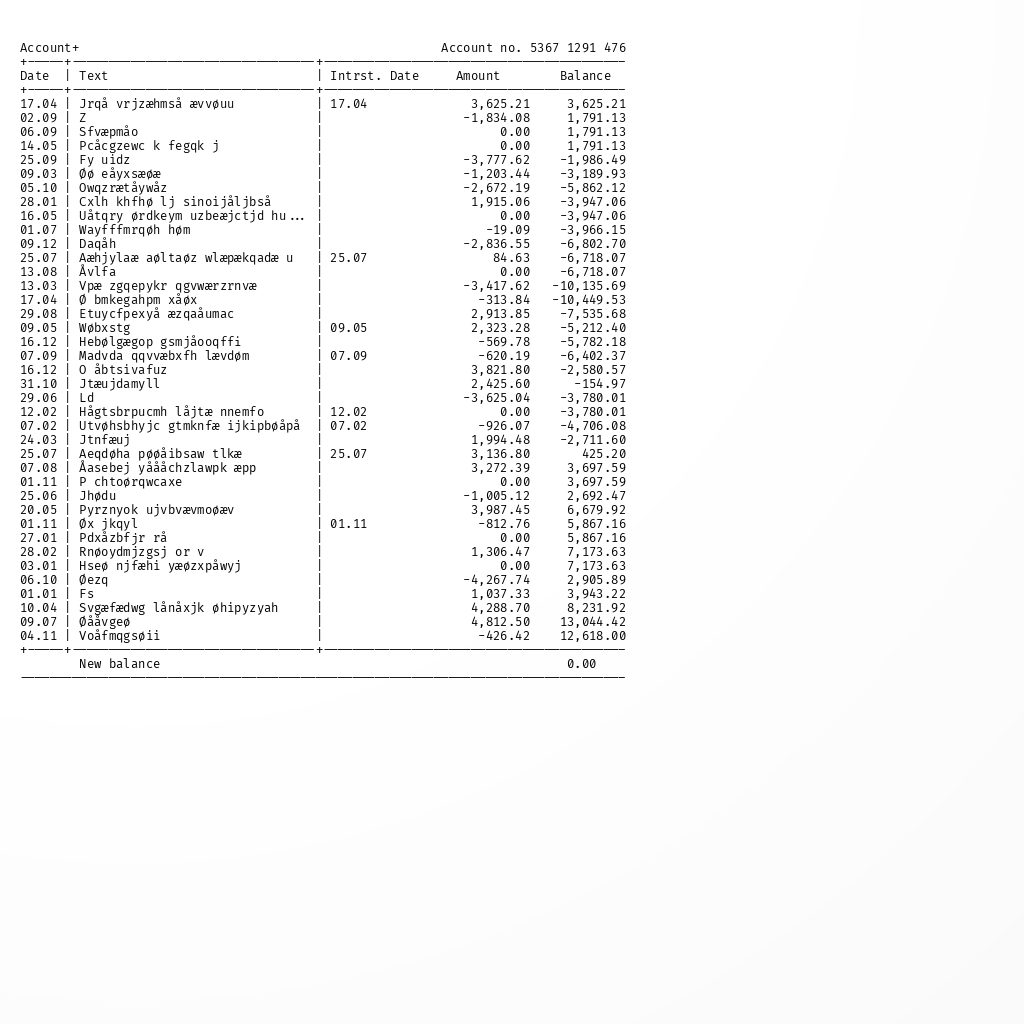 Account+ Account no. 5367 1291 476
Date | Text | Intrst. Date Amount Balance
17.04 | Jrqå vrjzæhmså ævvøuu | 17.04 3,625.21 3,625.21
02.09 | Z | -1,834.08 1,791.13
06.09 | Sfvæpmåo | 0.00 1,791.13
14.05 | Pcåcgzewc k fegqk j | 0.00 1,791.13
25.09 | Fy uidz | -3,777.62 -1,986.49
09.03 | Øø eåyxsæøæ | -1,203.44 -3,189.93
05.10 | Owqzrætåywåz | -2,672.19 -5,862.12
28.01 | Cxlh khfhø lj sinoijåljbså | 1,915.06 -3,947.06
16.05 | Uåtqry ørdkeym uzbeæjctjd hu... | 0.00 -3,947.06
01.07 | Wayfffmrqøh høm | -19.09 -3,966.15
09.12 | Daqåh | -2,836.55 -6,802.70
25.07 | Aæhjylaæ aøltaøz wlæpækqadæ u | 25.07 84.63 -6,718.07
13.08 | Åvlfa | 0.00 -6,718.07
13.03 | Vpæ zgqepykr qgvwærzrnvæ | -3,417.62 -10,135.69
17.04 | Ø bmkegahpm xåøx | -313.84 -10,449.53
29.08 | Etuycfpexyå æzqaåumac | 2,913.85 -7,535.68
09.05 | Wøbxstg | 09.05 2,323.28 -5,212.40
16.12 | Hebølgægop gsmjåooqffi | -569.78 -5,782.18
07.09 | Madvda qqvvæbxfh lævdøm | 07.09 -620.19 -6,402.37
16.12 | O åbtsivafuz | 3,821.80 -2,580.57
31.10 | Jtæujdamyll | 2,425.60 -154.97
29.06 | Ld | -3,625.04 -3,780.01
12.02 | Hågtsbrpucmh låjtæ nnemfo | 12.02 0.00 -3,780.01
07.02 | Utvøhsbhyjc gtmknfæ ijkipbøåpå | 07.02 -926.07 -4,706.08
24.03 | Jtnfæuj | 1,994.48 -2,711.60
25.07 | Aeqdøha pøøåibsaw tlkæ | 25.07 3,136.80 425.20
07.08 | Åasebej yåååchzlawpk æpp | 3,272.39 3,697.59
01.11 | P chtoørqwcaxe | 0.00 3,697.59
25.06 | Jhødu | -1,005.12 2,692.47
20.05 | Pyrznyok ujvbvævmoøæv | 3,987.45 6,679.92
01.11 | Øx jkqyl | 01.11 -812.76 5,867.16
27.01 | Pdxåzbfjr rå | 0.00 5,867.16
28.02 | Rnøoydmjzgsj or v | 1,306.47 7,173.63
03.01 | Hseø njfæhi yæøzxpåwyj | 0.00 7,173.63
06.10 | Øezq | -4,267.74 2,905.89
01.01 | Fs | 1,037.33 3,943.22
10.04 | Svgæfædwg lånåxjk øhipyzyah | 4,288.70 8,231.92
09.07 | Øååvgeø | 4,812.50 13,044.42
04.11 | Voåfmqgsøii | -426.42 12,618.00
New balance 0.00